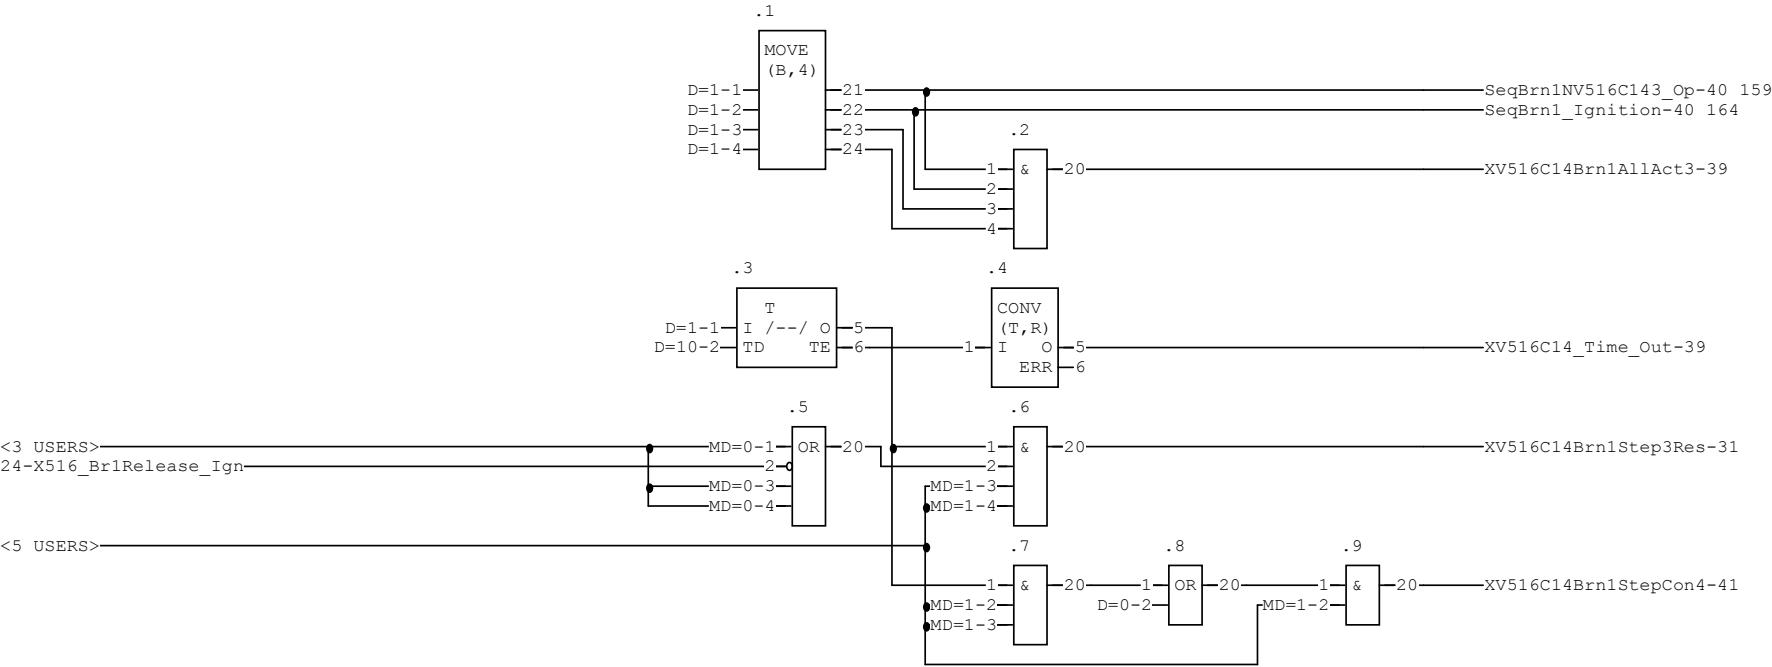 .1
MOVE
(B,4)
D=1-1 21 SeqBrn1NV516C143_Op-40 159
D=1-2 22 SeqBrn1_Ignition-40 164
D=1-3 23
.2
D=1-4 24
1 & 20 XV516C14Brn1AllAct3-39
2
3
4
.3 .4
T CONV
D=1-1 I /--/ O 5 (T,R)
D=10-2 TD TE 6 1 I O 5 XV516C14_Time_Out-39
ERR 6
.5 .6
<3 USERS> MD=0-1 OR 20 1 & 20 XV516C14Brn1Step3Res-31
24-X516_Br1Release_Ign 2 2
MD=0-3 MD=1-3
MD=0-4 MD=1-4
<5 USERS> .7 .8 .9
1 & 20 1 OR 20 1 & 20 XV516C14Brn1StepCon4-41
MD=1-2 D=0-2 MD=1-2
MD=1-3